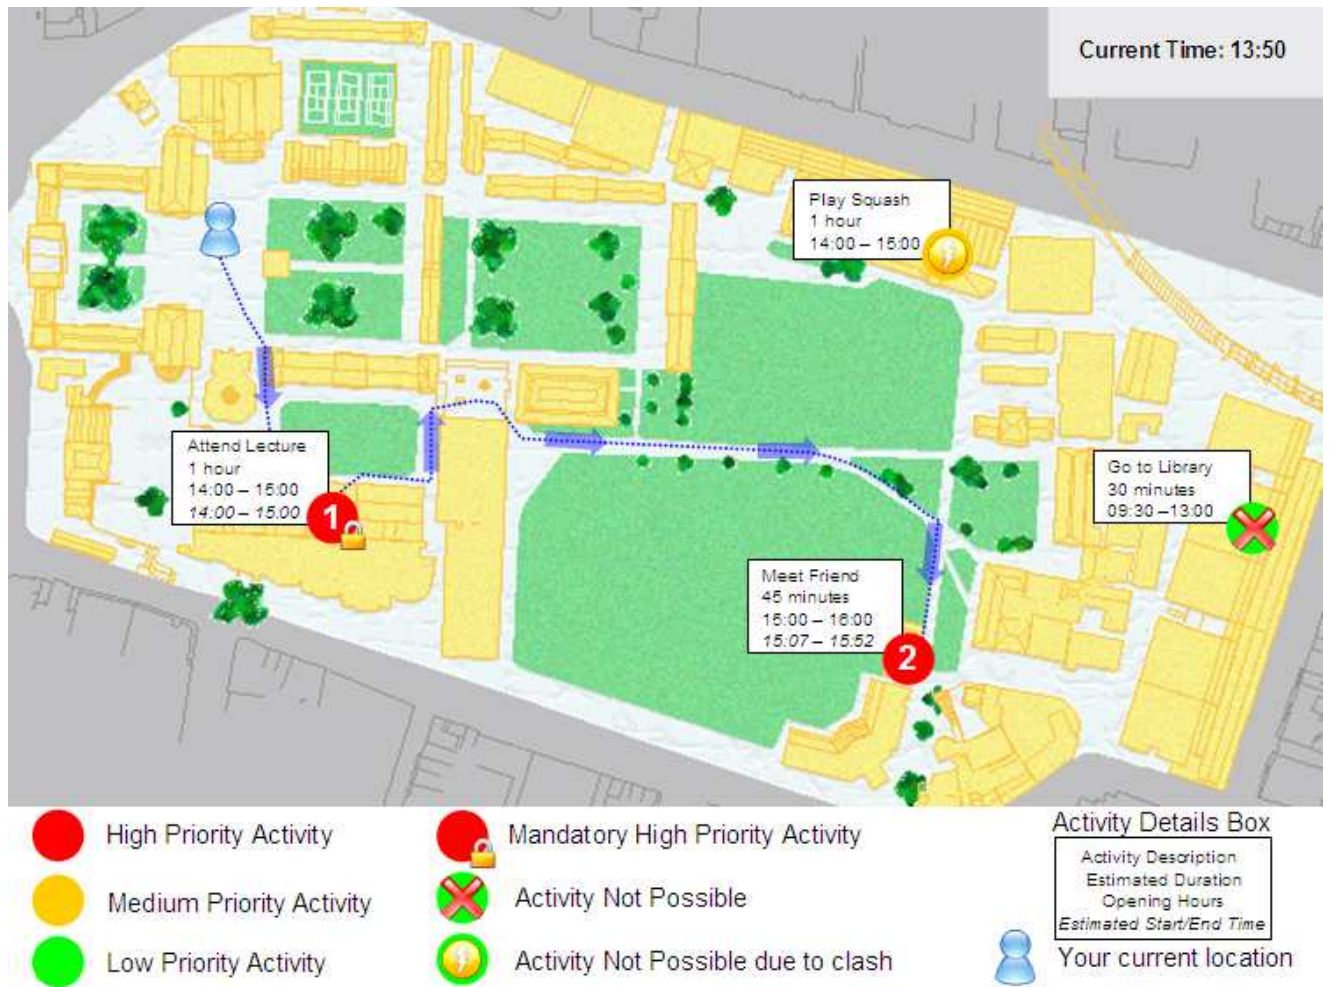 Current Time: 13:50
Play Squash
1 hour
14:00 – 15:00
Attend Lecture
1 hour
14:00 – 15:00
14:00 – 15:00
1
Go to Library
30 minutes
09:30 –13:00
Meet Friend
45 minutes
15:00 – 16:00
15:07 – 15:52
2
High Priority Activity
Medium Priority Activity
Low Priority Activity
Mandatory High Priority Activity
Activity Not Possible
Activity Not Possible due to clash
Activity Details Box
Activity Description
Estimated Duration
Opening Hours
Estimated Start/End Time
Your current location